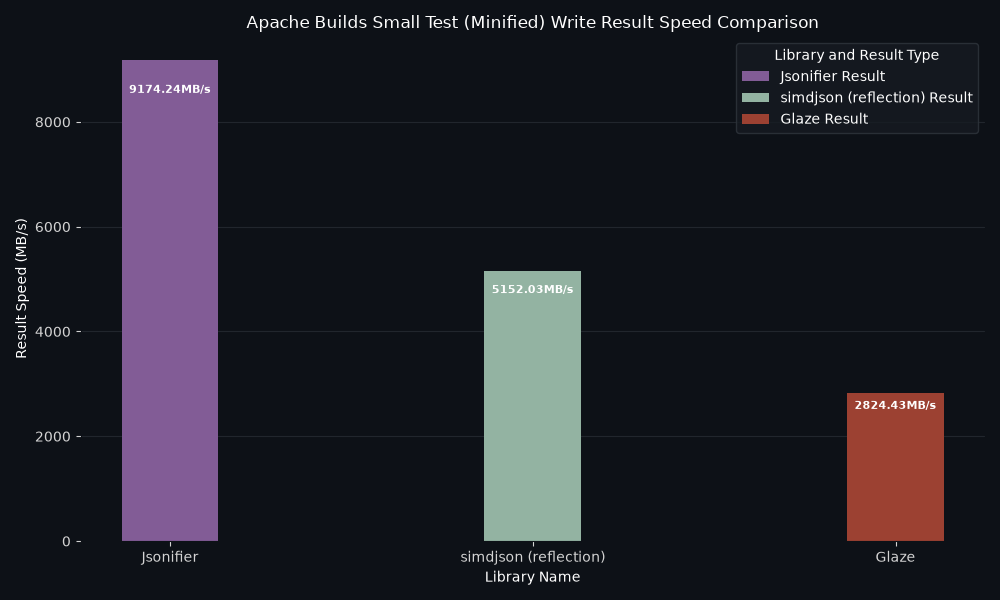 Apache Builds Small Test (Minified) Write Result Speed Comparison
Library and Result Type
Jsonifier Result
simdjson (reflection) Result
Glaze Result
Result Speed (MB/s)
8000
6000
4000
2000
0
9174.24MB/s
5152.03MB/s
2824.43MB/s
Jsonifier
simdjson (reflection)
Glaze
Library Name